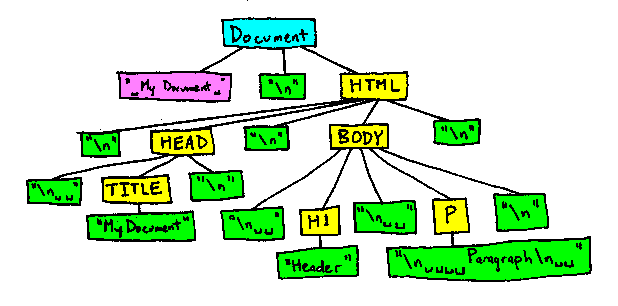 Document
"␣My Document␣"
"\n"
HTML
"\n"
HEAD
"\n"
BODY
"\n"
"\n␣␣"
TITLE
"\n"
"\n␣␣"
H1
"\n␣␣"
P
"\n"
"My Document"
"Header"
"\n␣␣␣␣Paragraph\n␣␣"